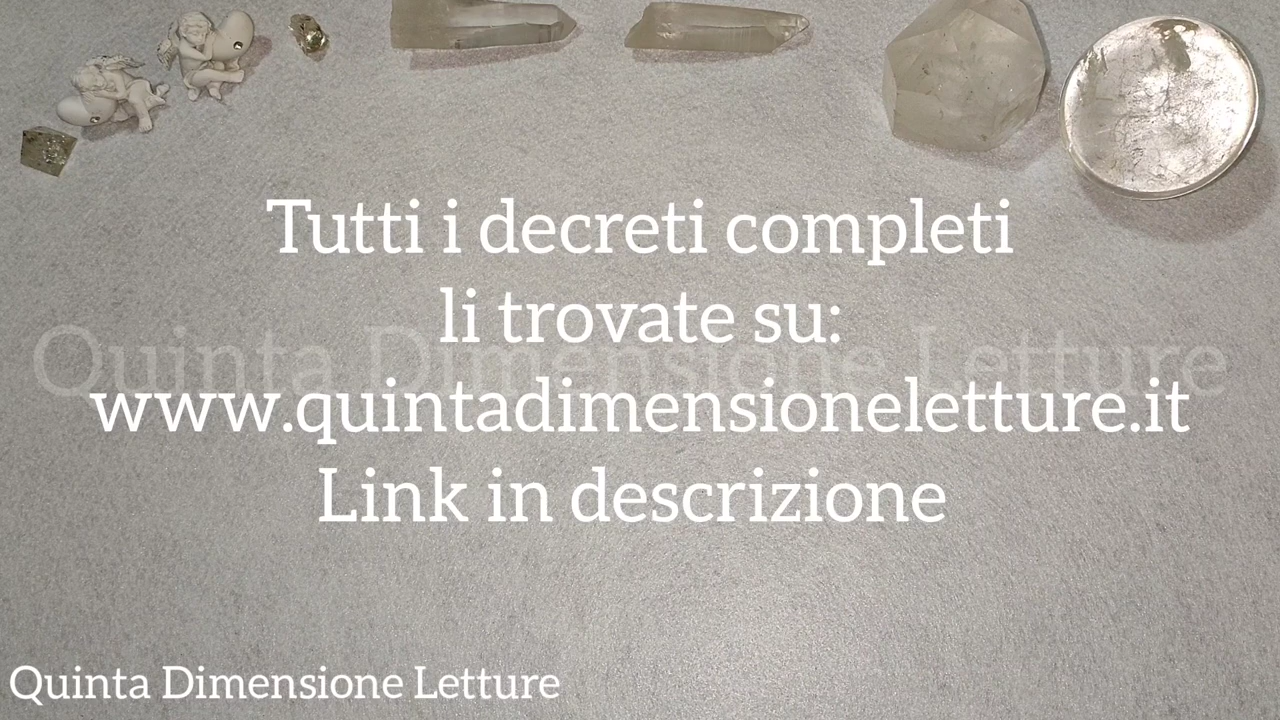 Tutti i decreti completi
li trovate su:
Quinta Dimensione Letture
www.quintadimensioneletture.it
Link in descrizione
Quinta Dimensione Letture